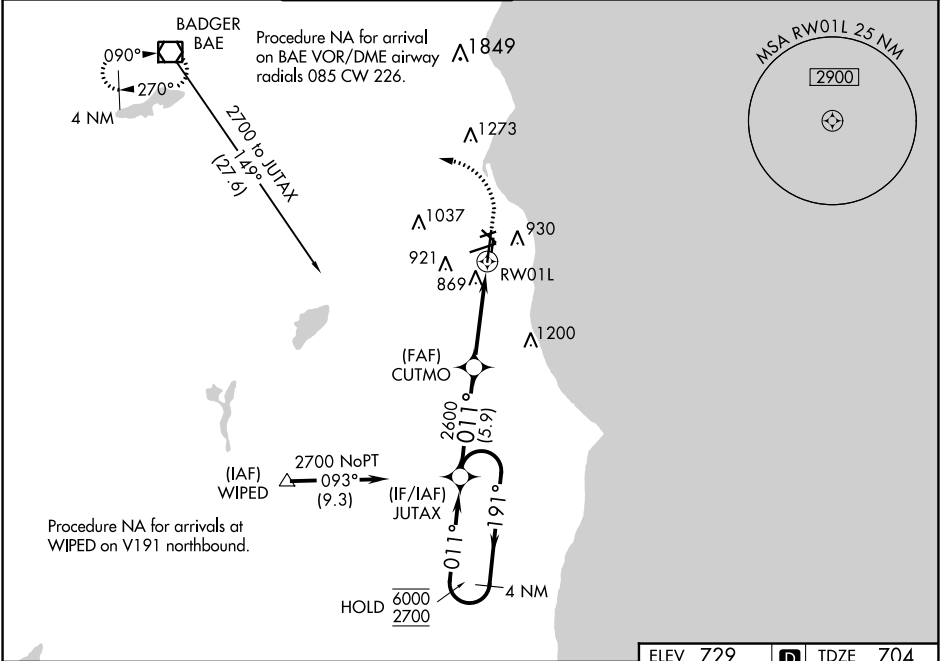 BADGER
BAE
090°
270°
4 NM
Procedure NA for arrival
on BAE VOR/DME airway
radials 085 CW 226.
1849
MSA RW01L 25 NM
2900
1273
2700 to JUTAX
149°
(27.6)
1037
930
921
869
RW01L
1200
(FAF)
CUTMO
2600
011°
(5.9)
(IAF)
WIPED
2700 NoPT
093°
(9.3)
(IF/IAF)
JUTAX
191°
011°
Procedure NA for arrivals at
WIPED on V191 northbound.
HOLD
6000
2700
4 NM
ELEV 729
D
TDZE 704